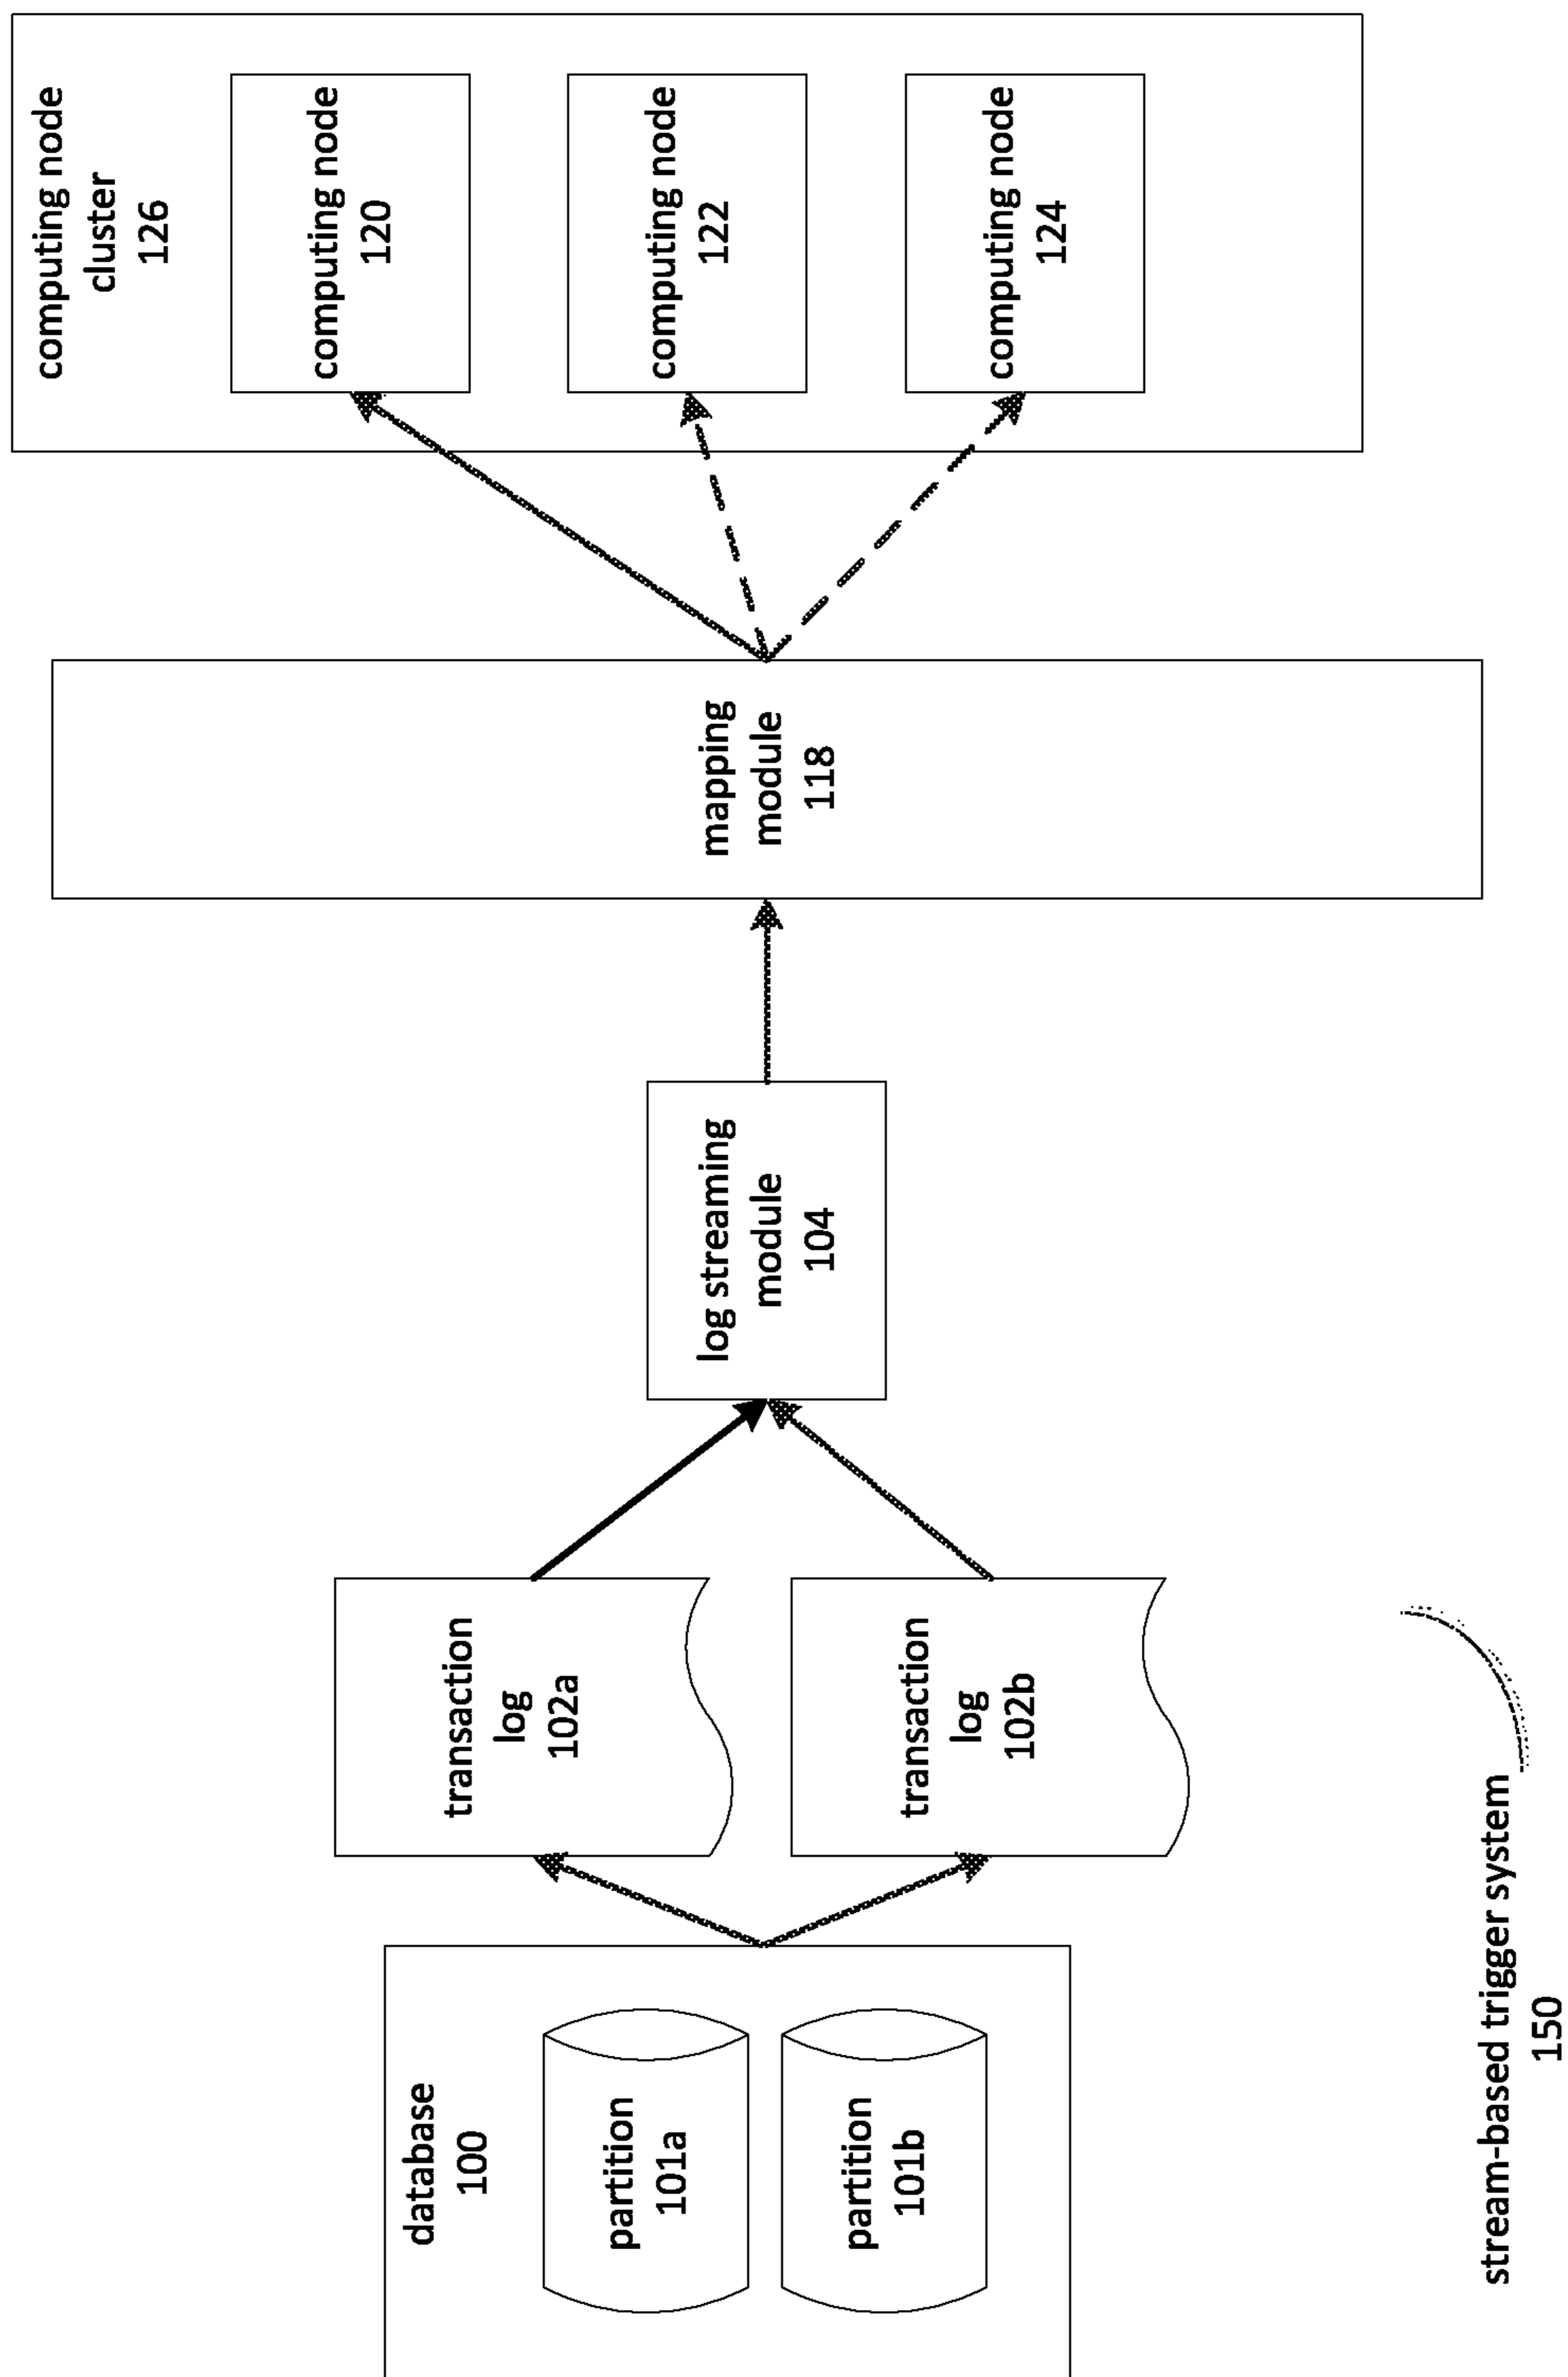 database
100
partition
101a
partition
101b
transaction
log
102a
transaction
log
102b
log streaming
module
104
mapping
module
118
computing node
cluster
126
computing node
120
computing node
122
computing node
124
stream-based trigger system
150